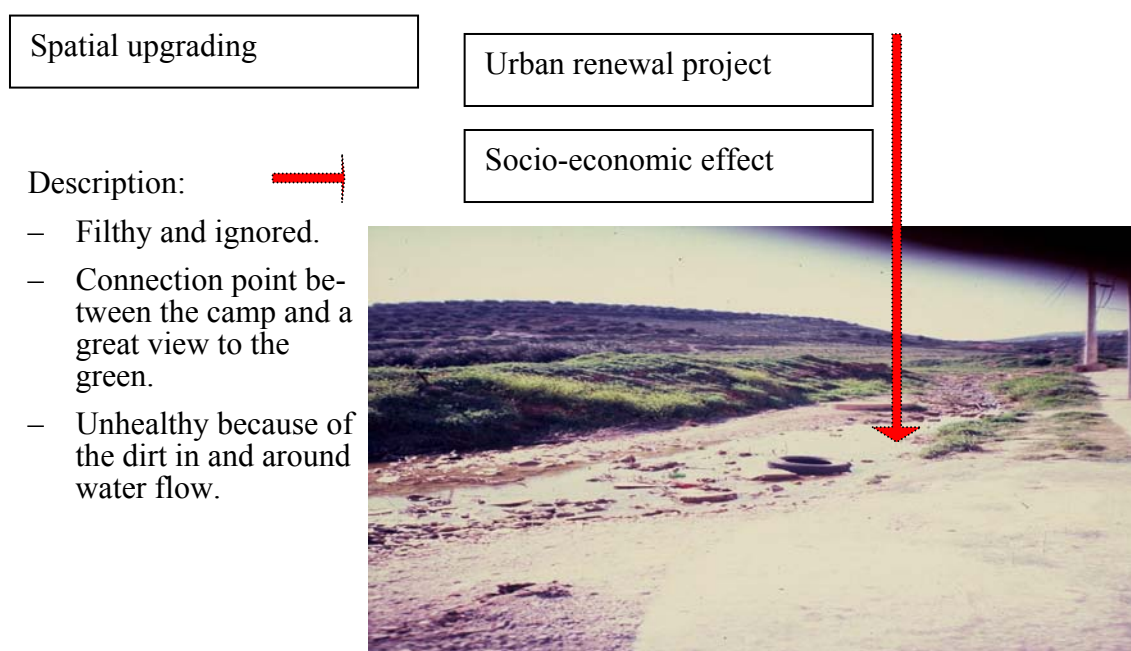 Spatial upgrading
Urban renewal project
Socio-economic effect
Description:
– Filthy and ignored.
– Connection point be-
tween the camp and a
great view to the
green.
– Unhealthy because of
the dirt in and around
water flow.